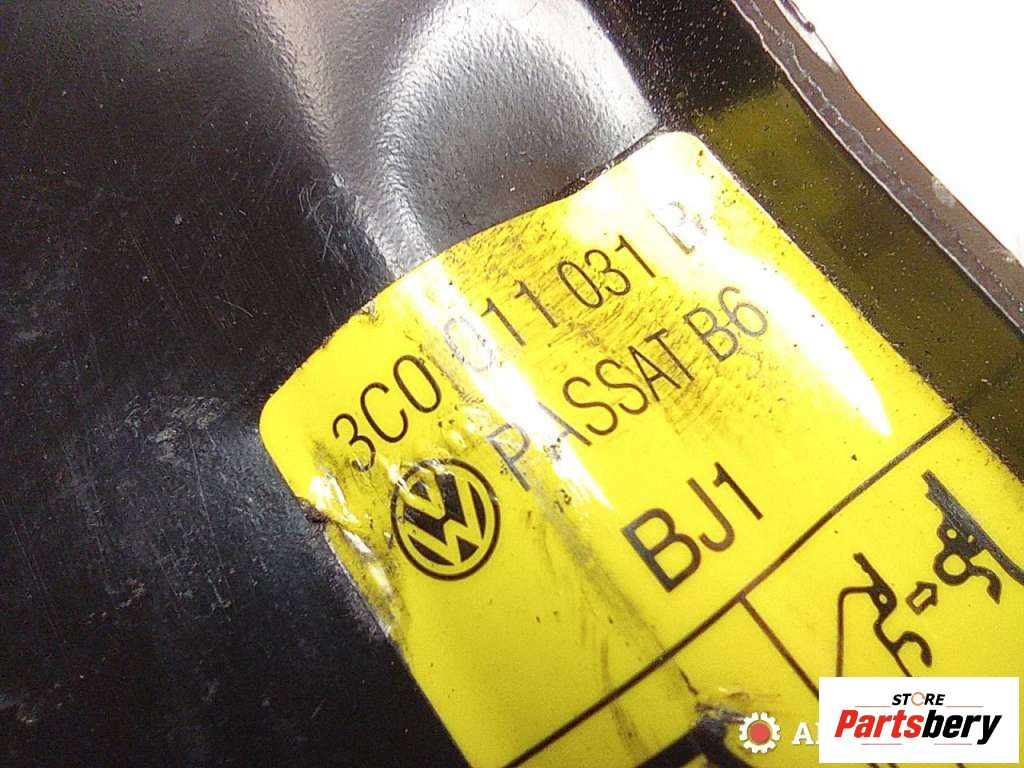 3C0 011 031 B
PASSAT B6
BJ1
STORE
Partsbery